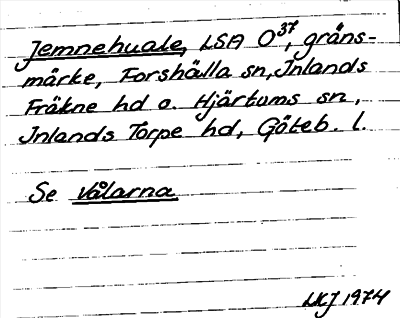 Jemnehuale, LSA O37, gräns-
märke, Forshälla sn, Inlands
Fräkne hd o. Hjärtums sn,
Inlands Torpe hd, Göteb. l.
Se Vålarna
LKJ 1974